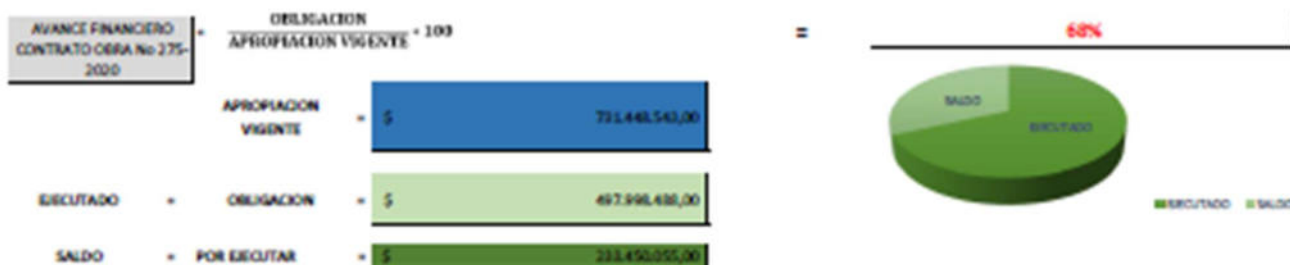 AVANCE FINANCIERO
CONTRATO OBRA No 275-
2020
=
OBLIGACION
APROPIACION VIGENTE * 100
=
68%
APROPIACION
VIGENTE
= $ 731.448.543,00
SALDO
EJECUTADO
EJECUTADO = OBLIGACION = $ 497.998.488,00
EJECUTADO SALDO
SALDO = POR EJECUTAR = $ 233.450.055,00